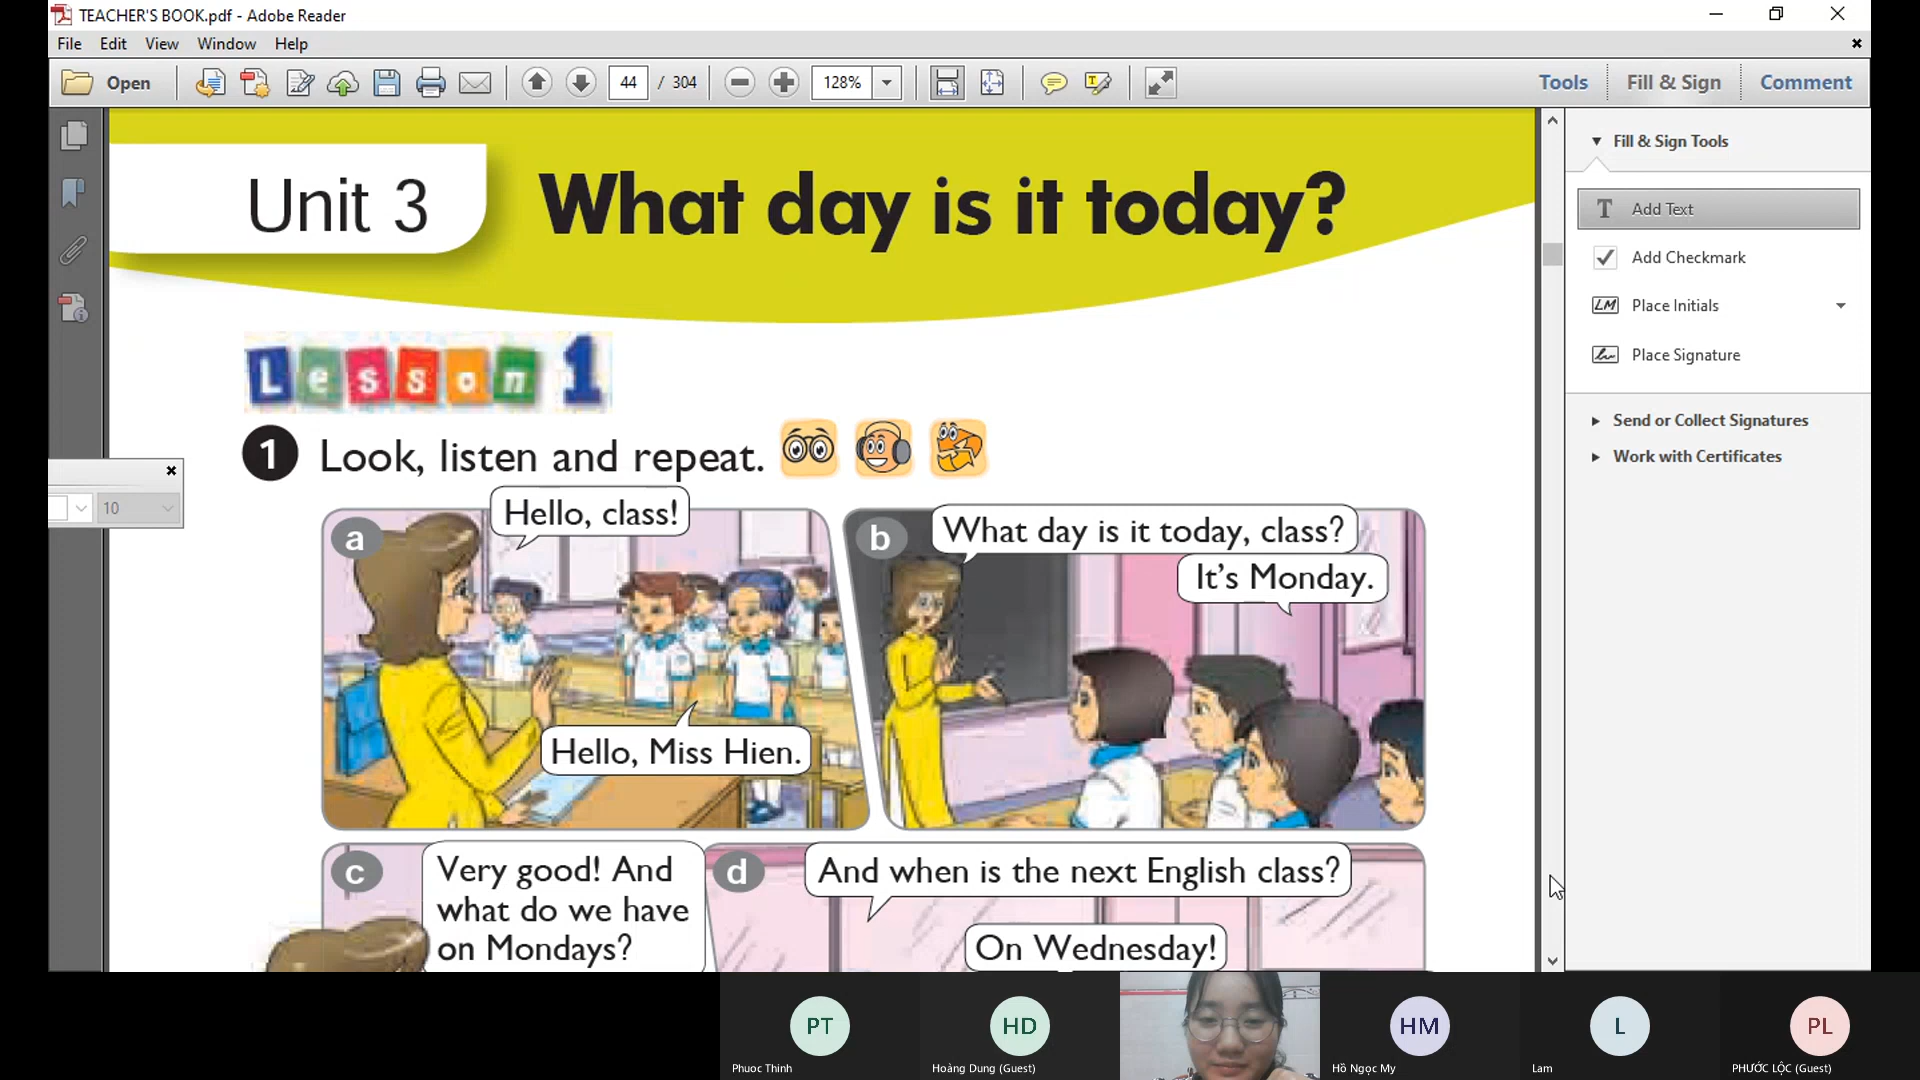 TEACHER'S BOOK.pdf - Adobe Reader
File Edit View Window Help
Open 44 / 304 128% Tools Fill & Sign Comment
Fill & Sign Tools
Add Text
Add Checkmark
Place Initials
Place Signature
Send or Collect Signatures
Work with Certificates
10
Unit 3 What day is it today?
Lesson 1
1 Look, listen and repeat.
a
Hello, class!
Hello, Miss Hien.
b
What day is it today, class?
It's Monday.
c
Very good! And
what do we have
on Mondays?
d
And when is the next English class?
On Wednesday!
PT HD HM L PL
Phuoc Thinh Hoàng Dung (Guest) Hồ Ngọc My Lam PHƯỚC LỘC (Guest)